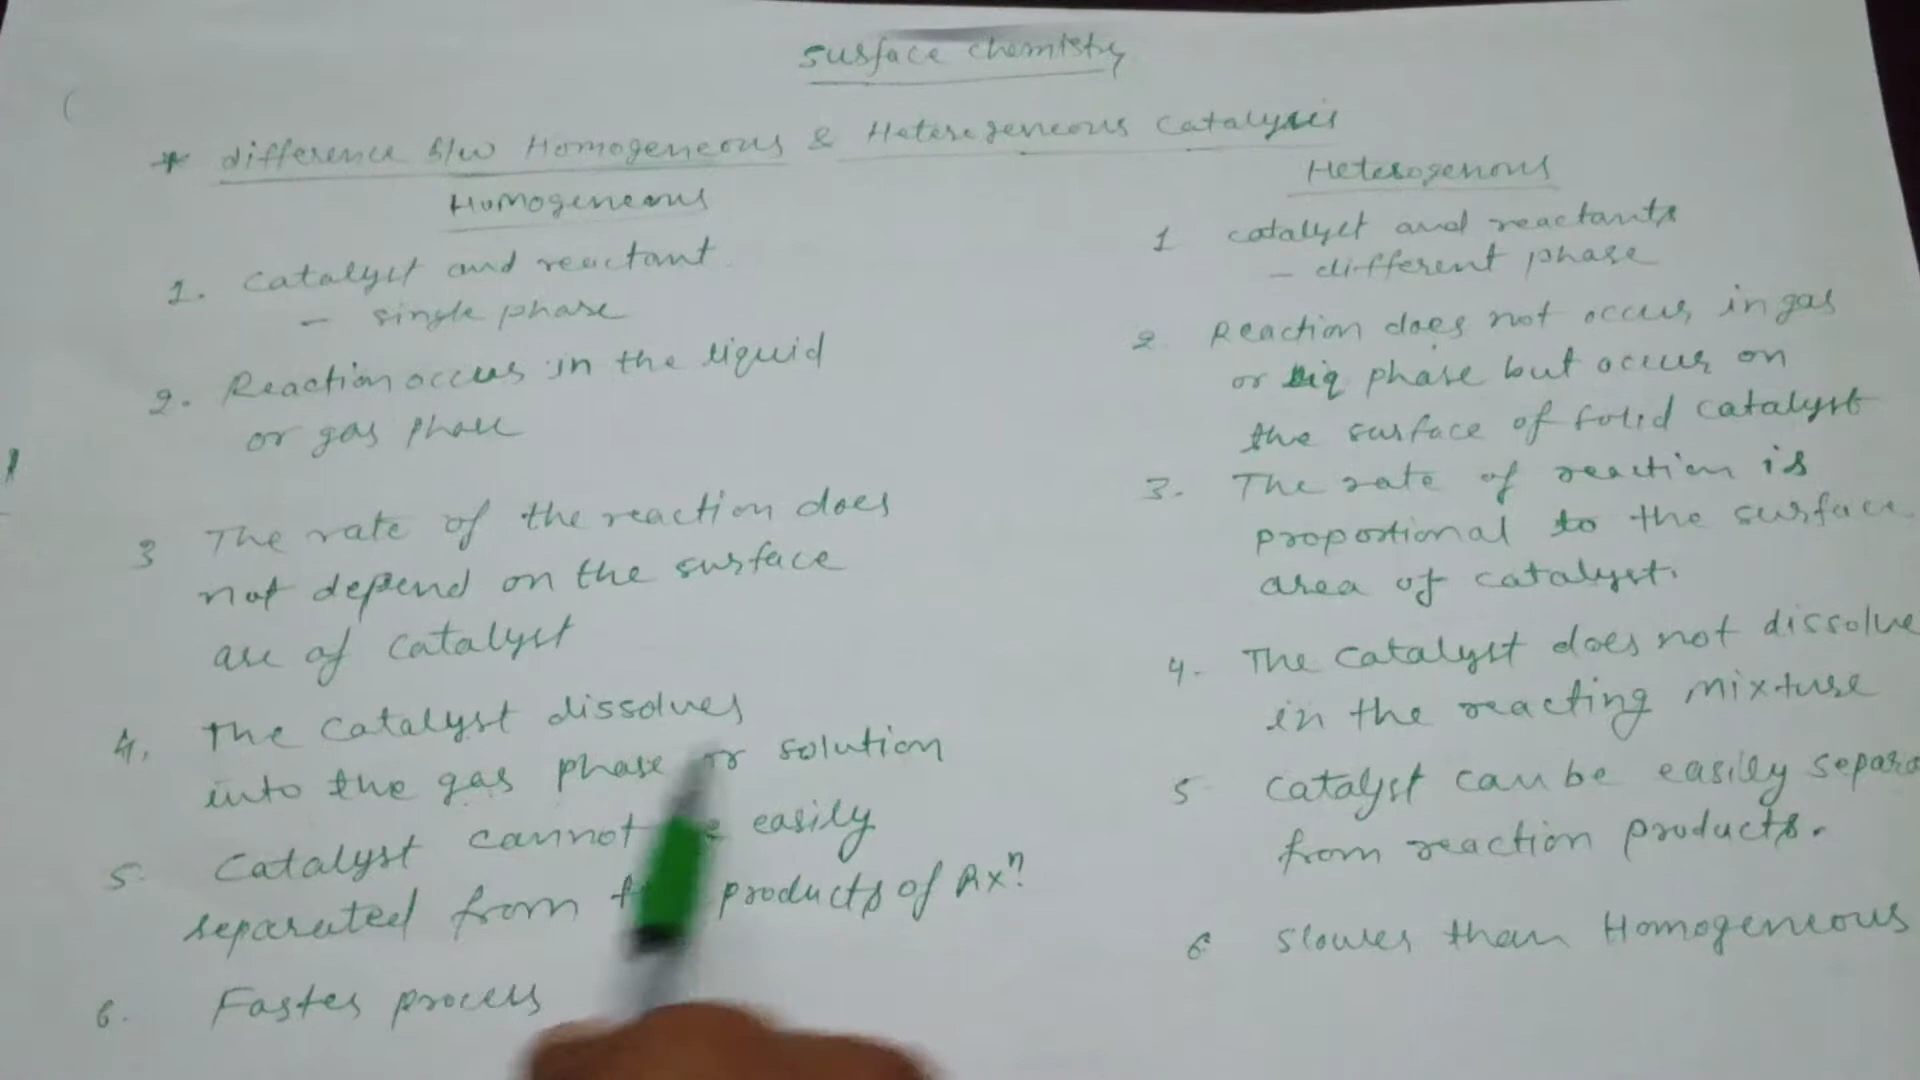 Surface chemistry
* difference b/w Homogeneous & Heterogeneous Catalysis
Homogeneous
1. Catalyst and reactant
- single phase
2. Reaction occurs in the liquid
or gas phase
3 The rate of the reaction does
not depend on the surface
are of catalyst
4. The catalyst dissolves
into the gas phase or solution
5. Catalyst cannot easily
separated from products of Rxn
6. Faster process
Heterogenous
1 catalyst and reactants
- different phase
2 Reaction does not occurs in gas
or liq phase but occurs on
the surface of solid catalyst
3. The rate of reaction is
proportional to the surface
area of catalyst.
4. The catalyst does not dissolve
in the reacting mixture
5 Catalyst can be easily separa
from reaction products.
6 Slower than Homogeneous